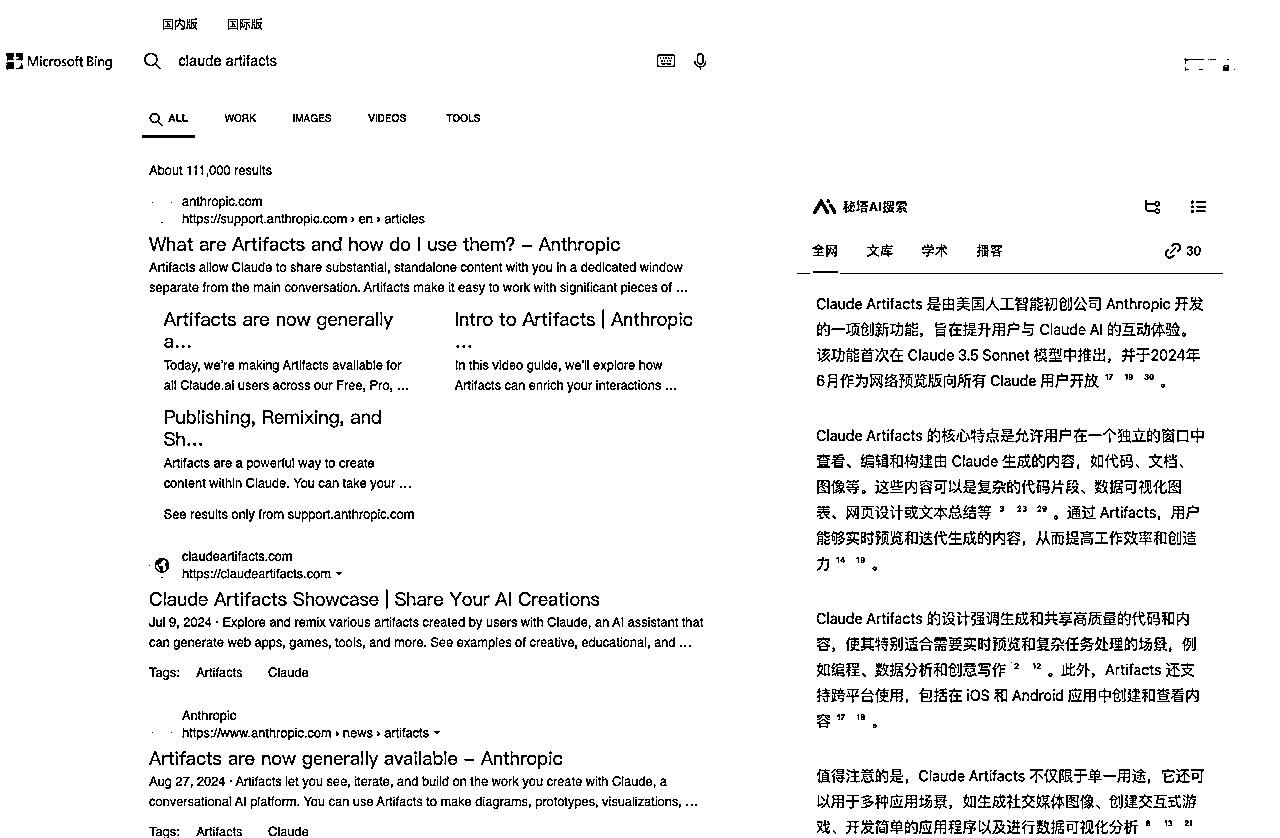 国内版 国际版
Microsoft Bing
claude artifacts
ALL WORK IMAGES VIDEOS TOOLS
About 111,000 results
anthropic.com
https://support.anthropic.com › en › articles
What are Artifacts and how do I use them? – Anthropic
Artifacts allow Claude to share substantial, standalone content with you in a dedicated window
separate from the main conversation. Artifacts make it easy to work with significant pieces of ...
Artifacts are now generally
a...
Today, we're making Artifacts available for
all Claude.ai users across our Free, Pro, ...
Intro to Artifacts | Anthropic
...
In this video guide, we'll explore how
Artifacts can enrich your interactions ...
Publishing, Remixing, and
Sh...
Artifacts are a powerful way to create
content within Claude. You can take your ...
See results only from support.anthropic.com
claudeartifacts.com
https://claudeartifacts.com
Claude Artifacts Showcase | Share Your AI Creations
Jul 9, 2024 · Explore and remix various artifacts created by users with Claude, an AI assistant that
can generate web apps, games, tools, and more. See examples of creative, educational, and ...
Tags: Artifacts Claude
Anthropic
https://www.anthropic.com › news › artifacts
Artifacts are now generally available – Anthropic
Aug 27, 2024 · Artifacts let you see, iterate, and build on the work you create with Claude, a
conversational AI platform. You can use Artifacts to make diagrams, prototypes, visualizations, ...
Tags: Artifacts Claude
秘塔AI搜索
全网 文库 学术 播客 30
Claude Artifacts 是由美国人工智能初创公司 Anthropic 开发
的一项创新功能，旨在提升用户与 Claude AI 的互动体验。
该功能首次在 Claude 3.5 Sonnet 模型中推出，并于2024年
6月作为网络预览版向所有 Claude 用户开放 17 19 30 。
Claude Artifacts 的核心特点是允许用户在一个独立的窗口中
查看、编辑和构建由 Claude 生成的内容，如代码、文档、
图像等。这些内容可以是复杂的代码片段、数据可视化图
表、网页设计或文本总结等 3 23 29 。通过 Artifacts，用户
能够实时预览和迭代生成的内容，从而提高工作效率和创造
力 14 19 。
Claude Artifacts 的设计强调生成和共享高质量的代码和内
容，使其特别适合需要实时预览和复杂任务处理的场景，例
如编程、数据分析和创意写作 2 12 。此外，Artifacts 还支
持跨平台使用，包括在 iOS 和 Android 应用中创建和查看内
容 17 18 。
值得注意的是，Claude Artifacts 不仅限于单一用途，它还可
以用于多种应用场景，如生成社交媒体图像、创建交互式游
戏、开发简单的应用程序以及进行数据可视化分析 8 13 21